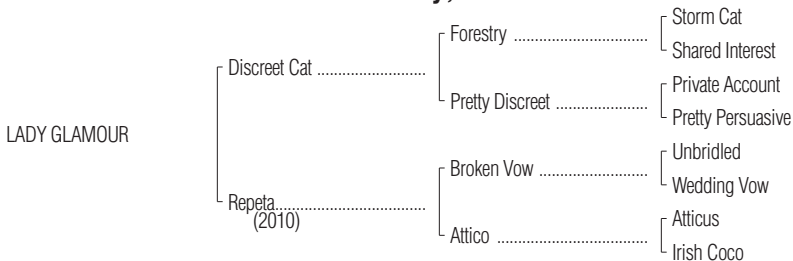 Storm Cat
Forestry ................................
Shared Interest
Discreet Cat ..........................
Private Account
Pretty Discreet ......................
Pretty Persuasive
LADY GLAMOUR
Unbridled
Broken Vow ..........................
Wedding Vow
Repeta....................................
(2010)
Atticus
Attico ....................................
Irish Coco